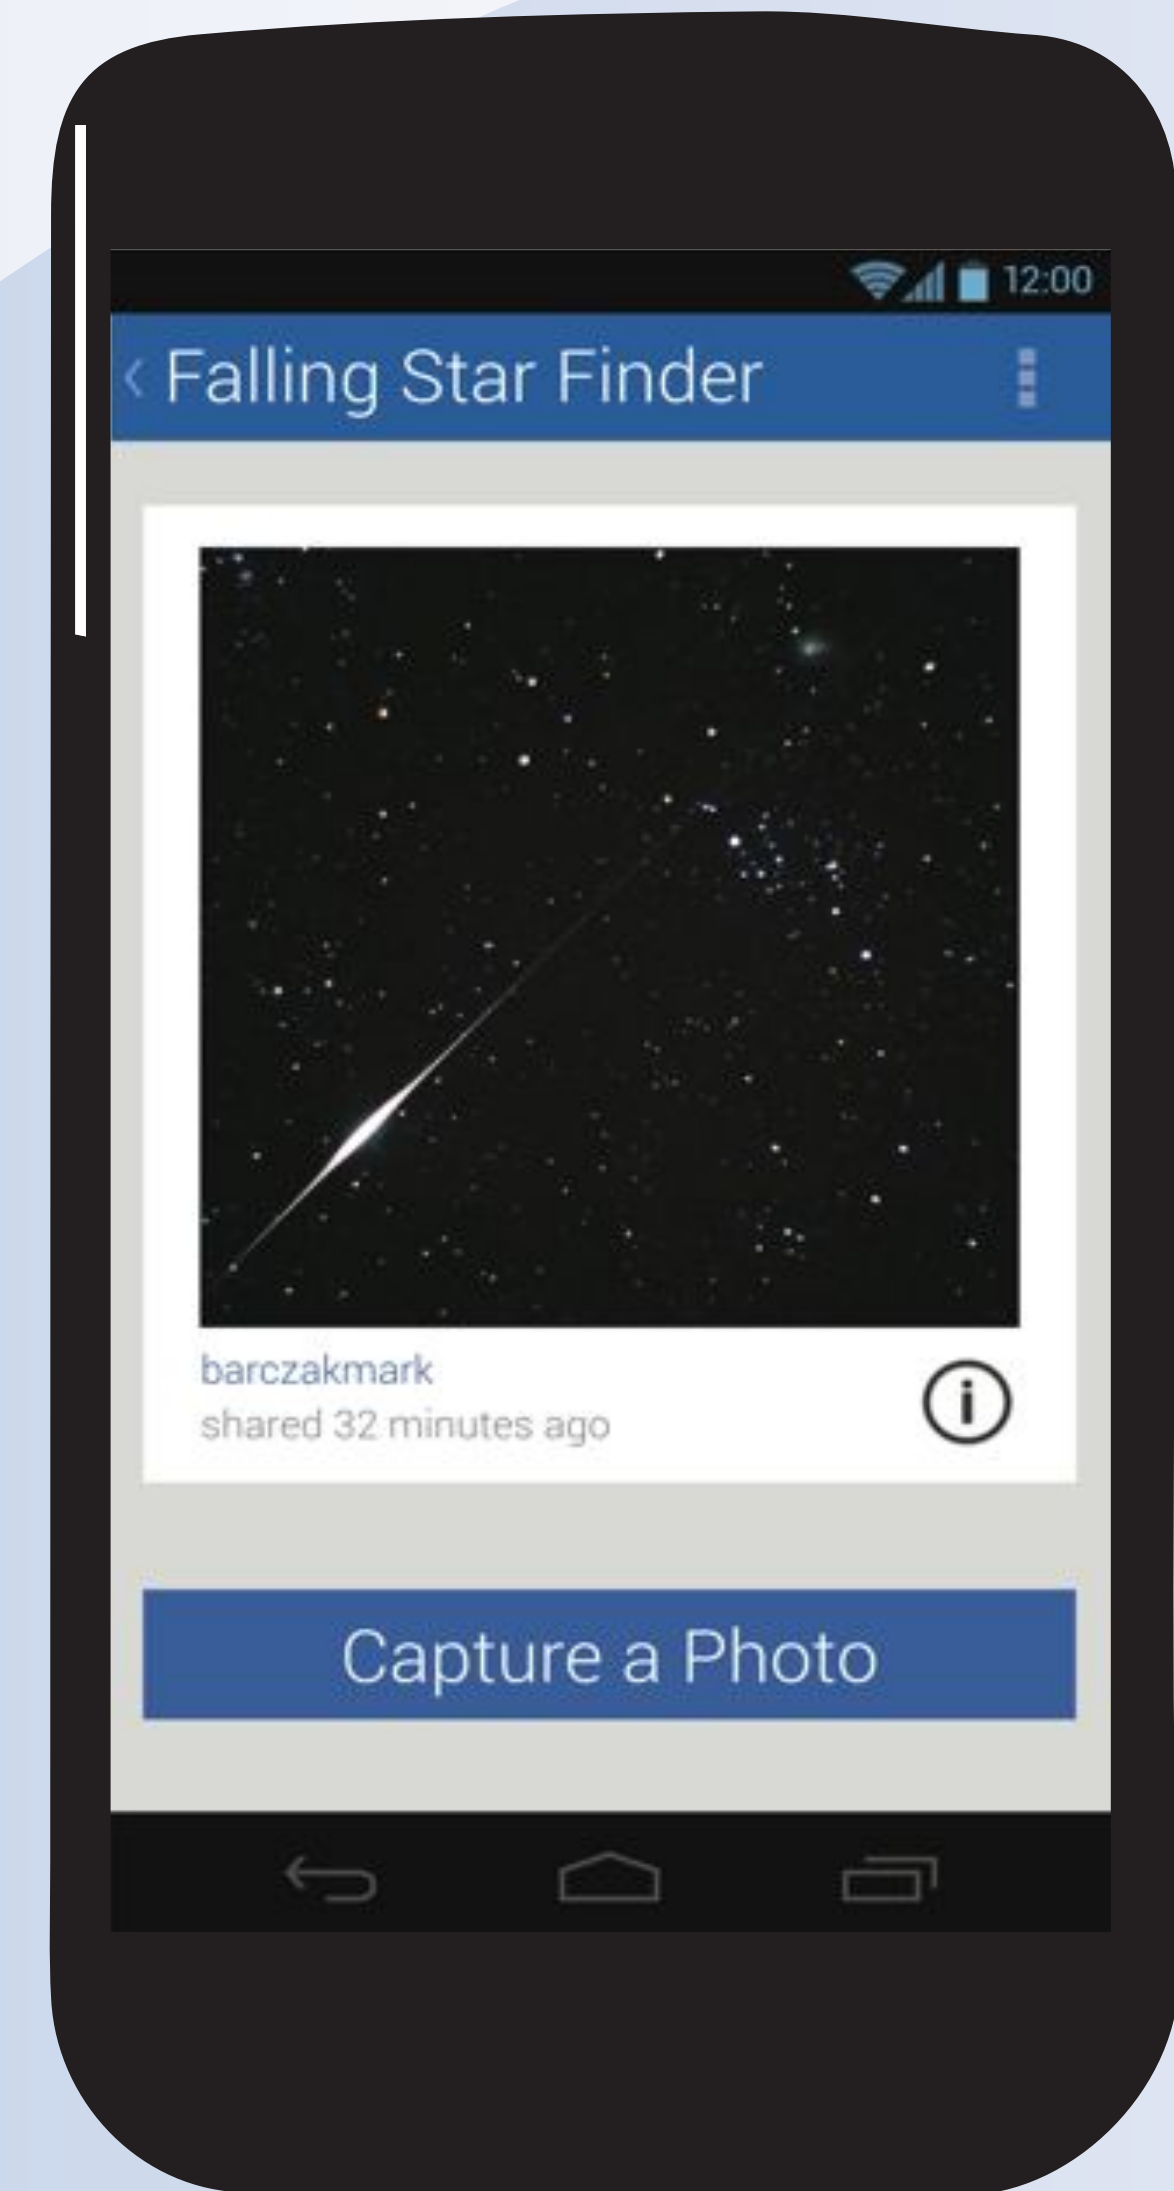 12:00
Falling Star Finder
barczakmark
shared 32 minutes ago
i
Capture a Photo